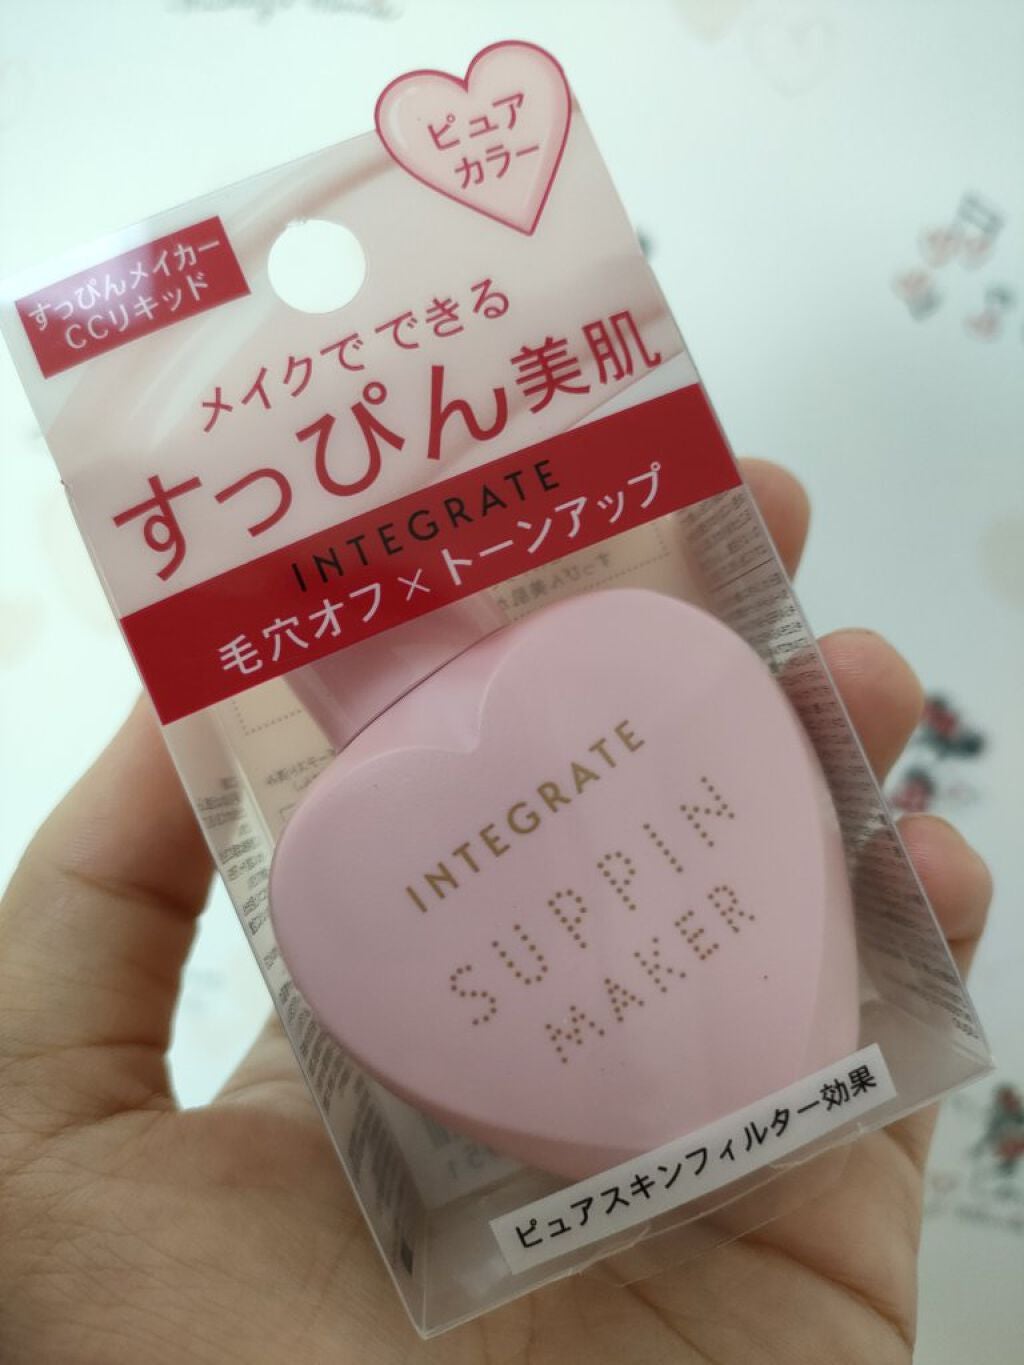 ピュア
カラー
すっぴんメイカー
CCリキッド
メイクでできる
すっぴん美肌
INTEGRATE
毛穴オフ×トーンアップ
INTEGRATE
SUPPIN
MAKER
ピュアスキンフィルター効果